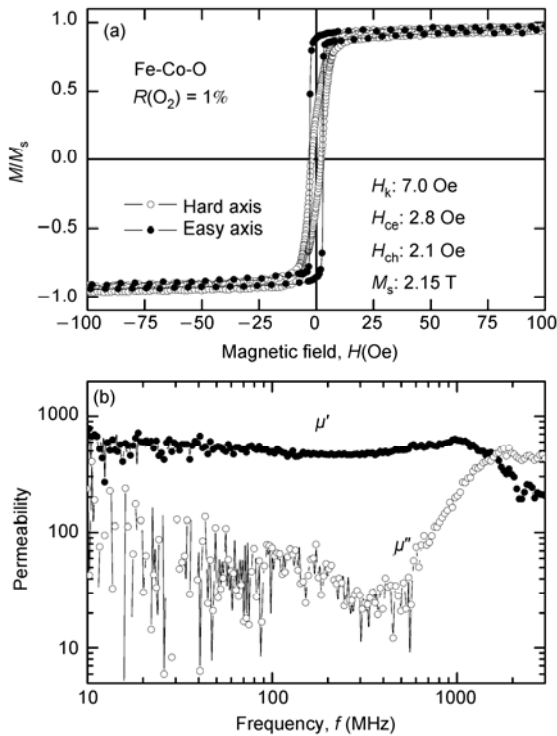 (a)
Fe-Co-O
R(O₂) = 1%
Hard axis
Easy axis
Hk: 7.0 Oe
Hce: 2.8 Oe
Hch: 2.1 Oe
Ms: 2.15 T
M/Ms
1.0
0.5
0.0
−0.5
−1.0
−100 −75 −50 −25 0 25 50 75 100
Magnetic field, H(Oe)
(b)
μ′
μ″
Permeability
1000
100
10
10 100 1000
Frequency, f (MHz)